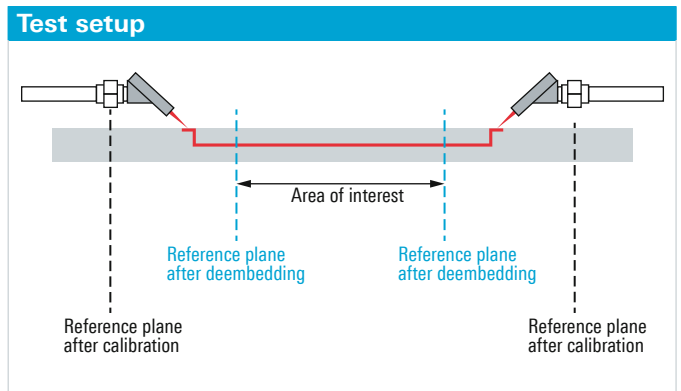 Test setup
Area of interest
Reference plane
after deembedding
Reference plane
after deembedding
Reference plane
after calibration
Reference plane
after calibration